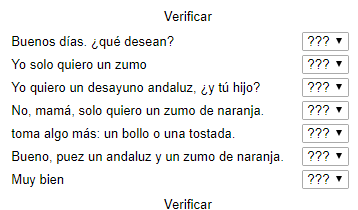 Verificar
Buenos días. ¿qué desean? ???
Yo solo quiero un zumo ???
Yo quiero un desayuno andaluz, ¿y tú hijo? ???
No, mamá, solo quiero un zumo de naranja. ???
toma algo más: un bollo o una tostada. ???
Bueno, puez un andaluz y un zumo de naranja. ???
Muy bien ???
Verificar